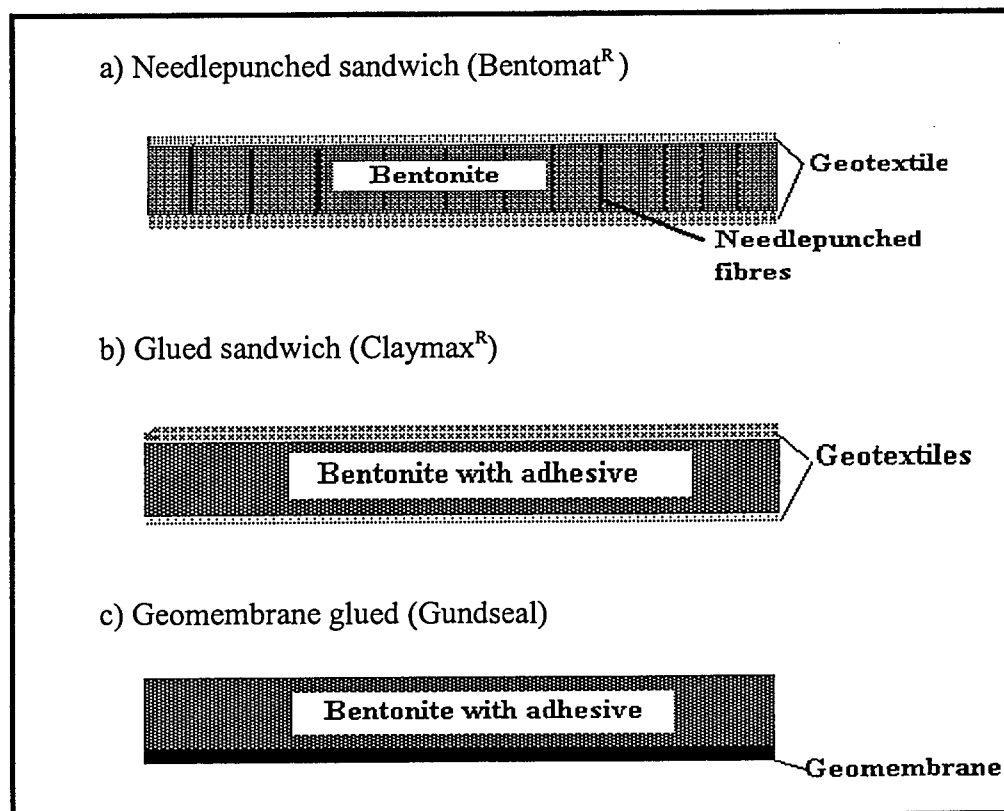 a) Needlepunched sandwich (Bentomat^R)
Bentonite
Geotextile
Needlepunched
fibres
b) Glued sandwich (Claymax^R)
Bentonite with adhesive
Geotextiles
c) Geomembrane glued (Gundseal)
Bentonite with adhesive
Geomembrane